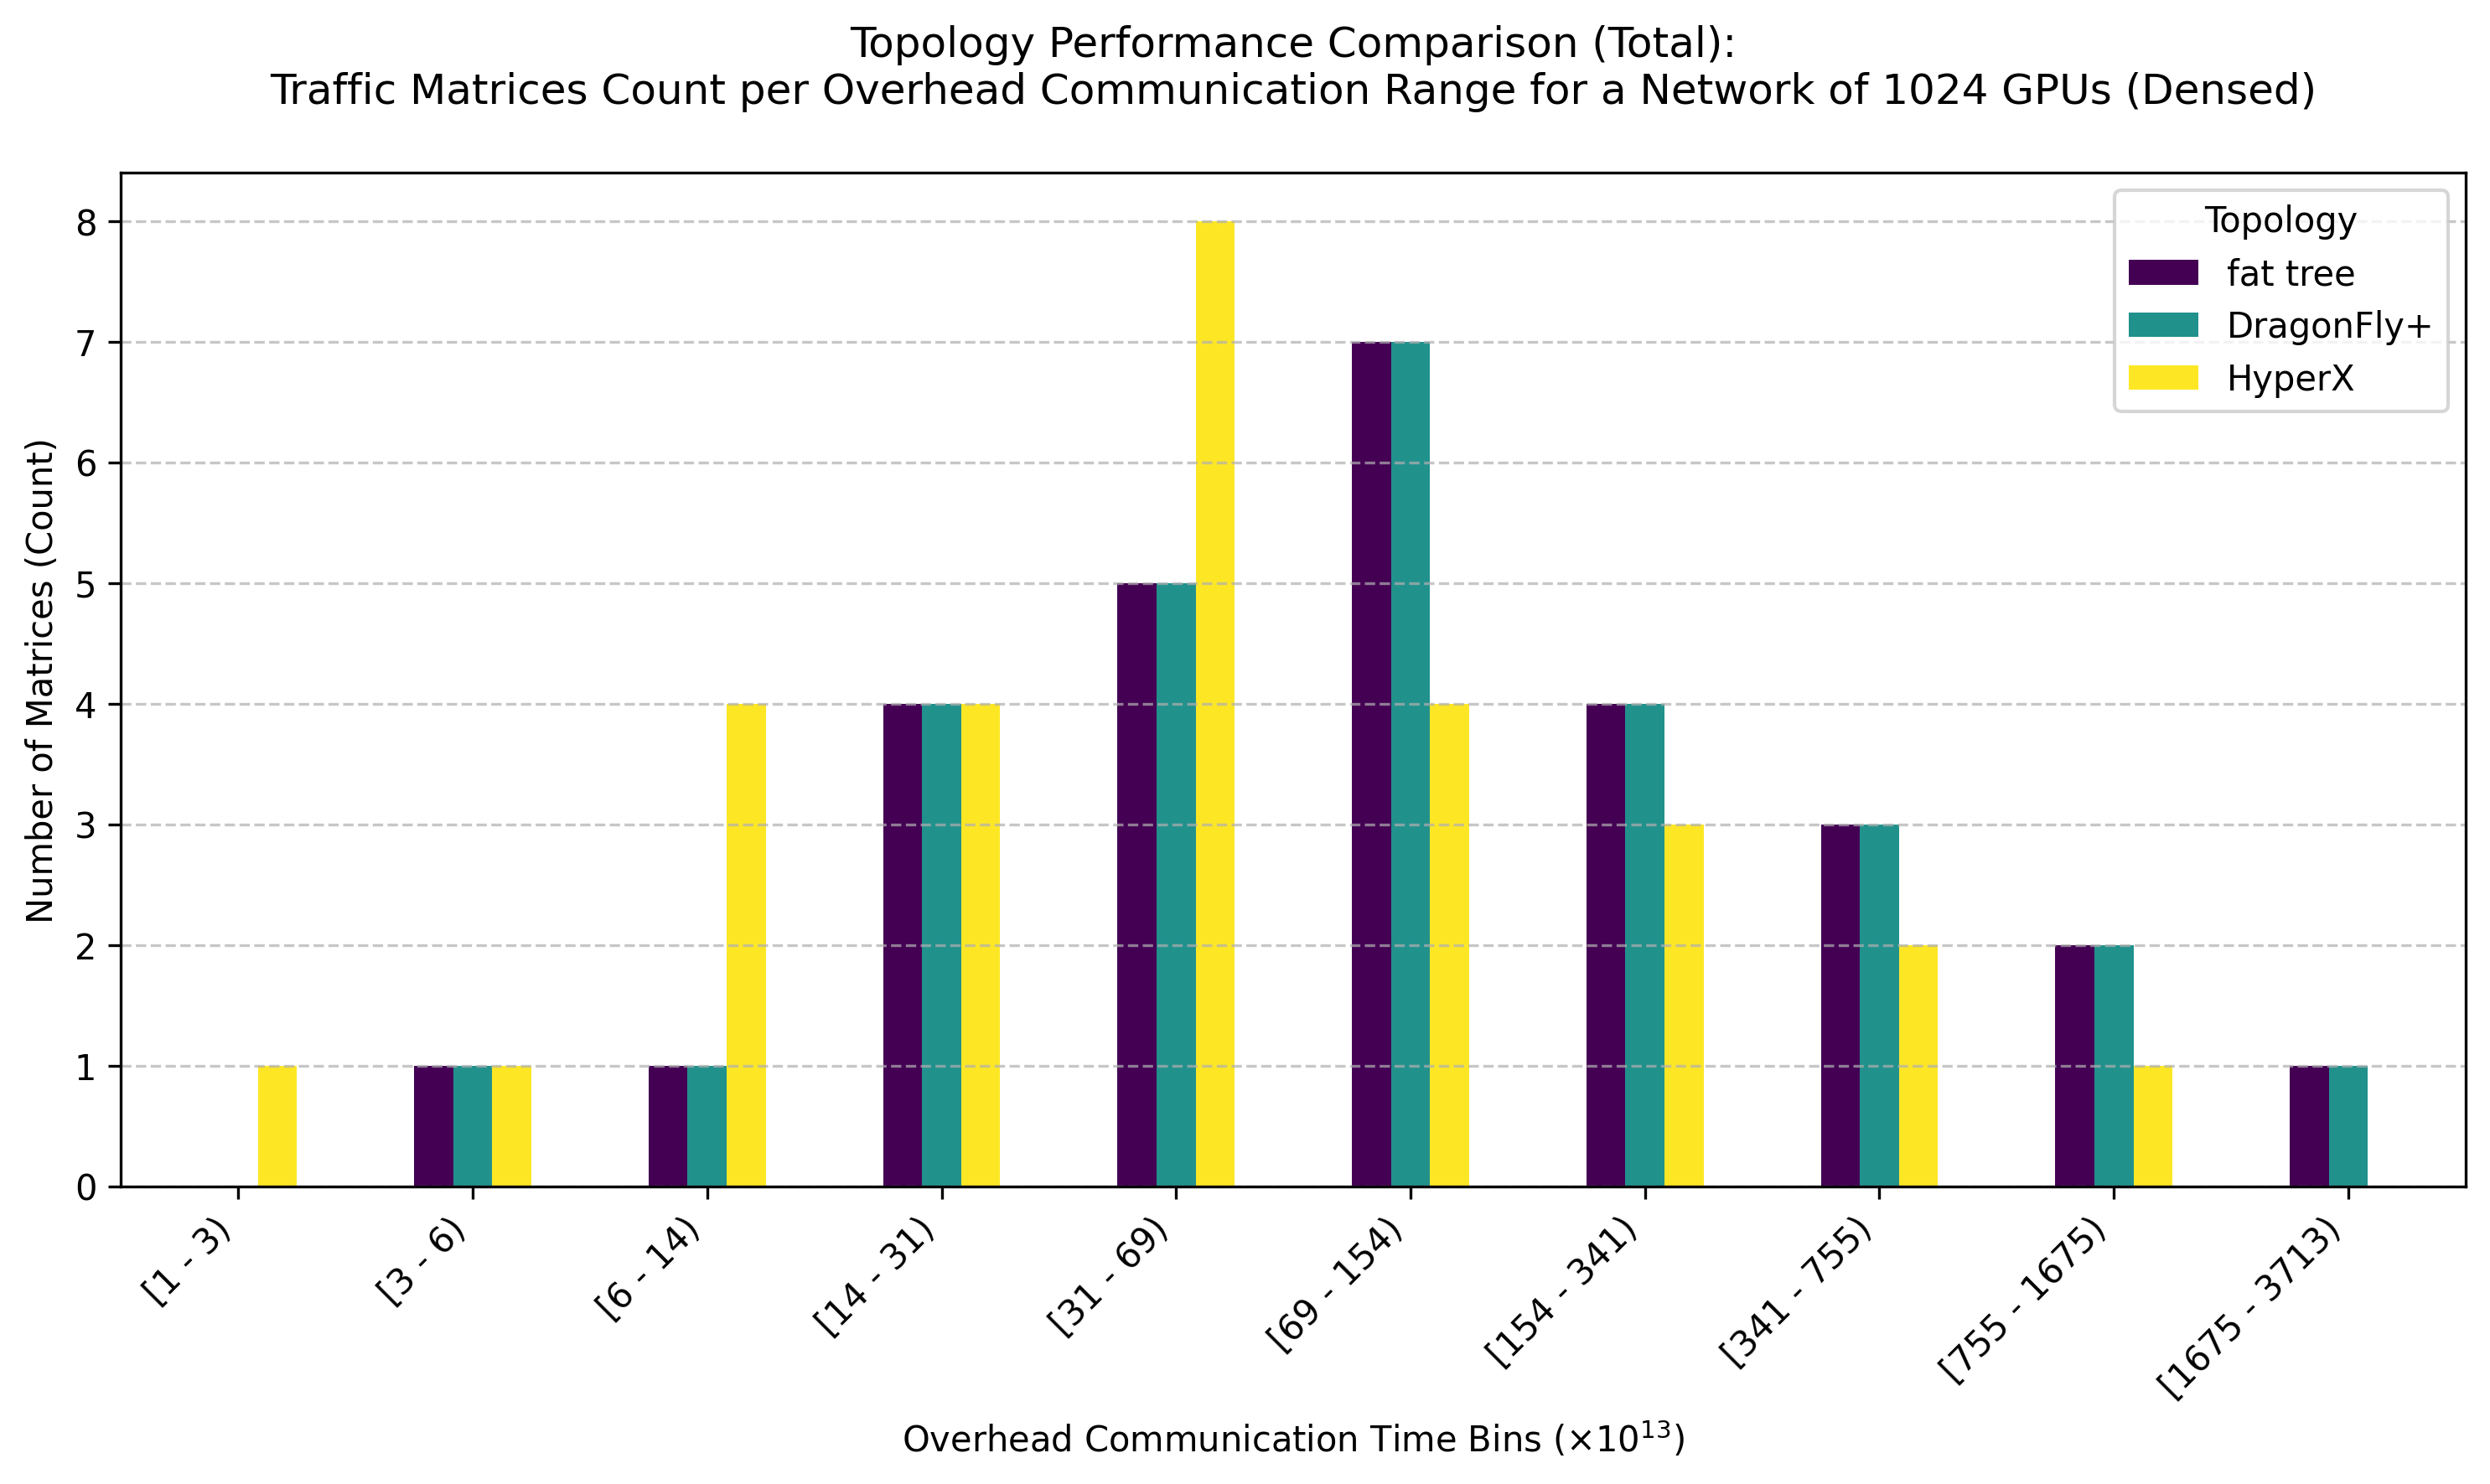 Topology Performance Comparison (Total):
Traffic Matrices Count per Overhead Communication Range for a Network of 1024 GPUs (Densed)
Number of Matrices (Count)
8
7
6
5
4
3
2
1
0
Topology
fat tree
DragonFly+
HyperX
[1 - 3)
[3 - 6)
[6 - 14)
[14 - 31)
[31 - 69)
[69 - 154)
[154 - 341)
[341 - 755)
[755 - 1675)
[1675 - 3713)
Overhead Communication Time Bins (×10¹³)